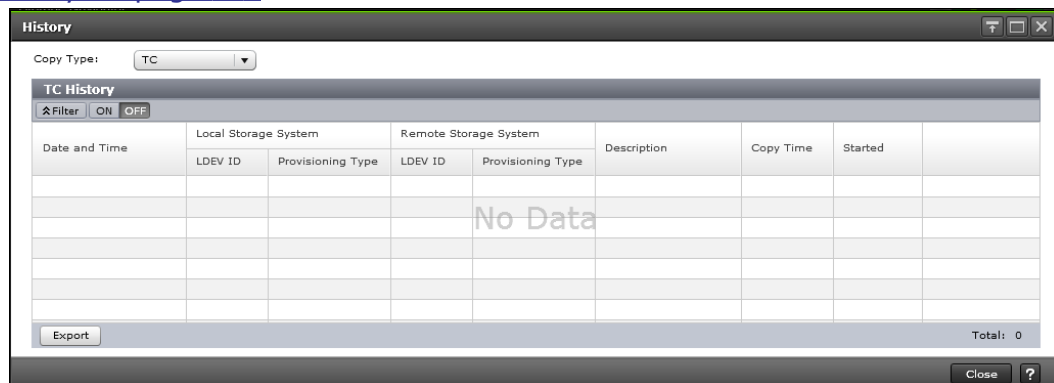 History
Copy Type: TC
TC History
Filter ON OFF
Date and Time Local Storage System Remote Storage System Description Copy Time Started
LDEV ID Provisioning Type LDEV ID Provisioning Type
No Data
Export Total: 0
Close ?